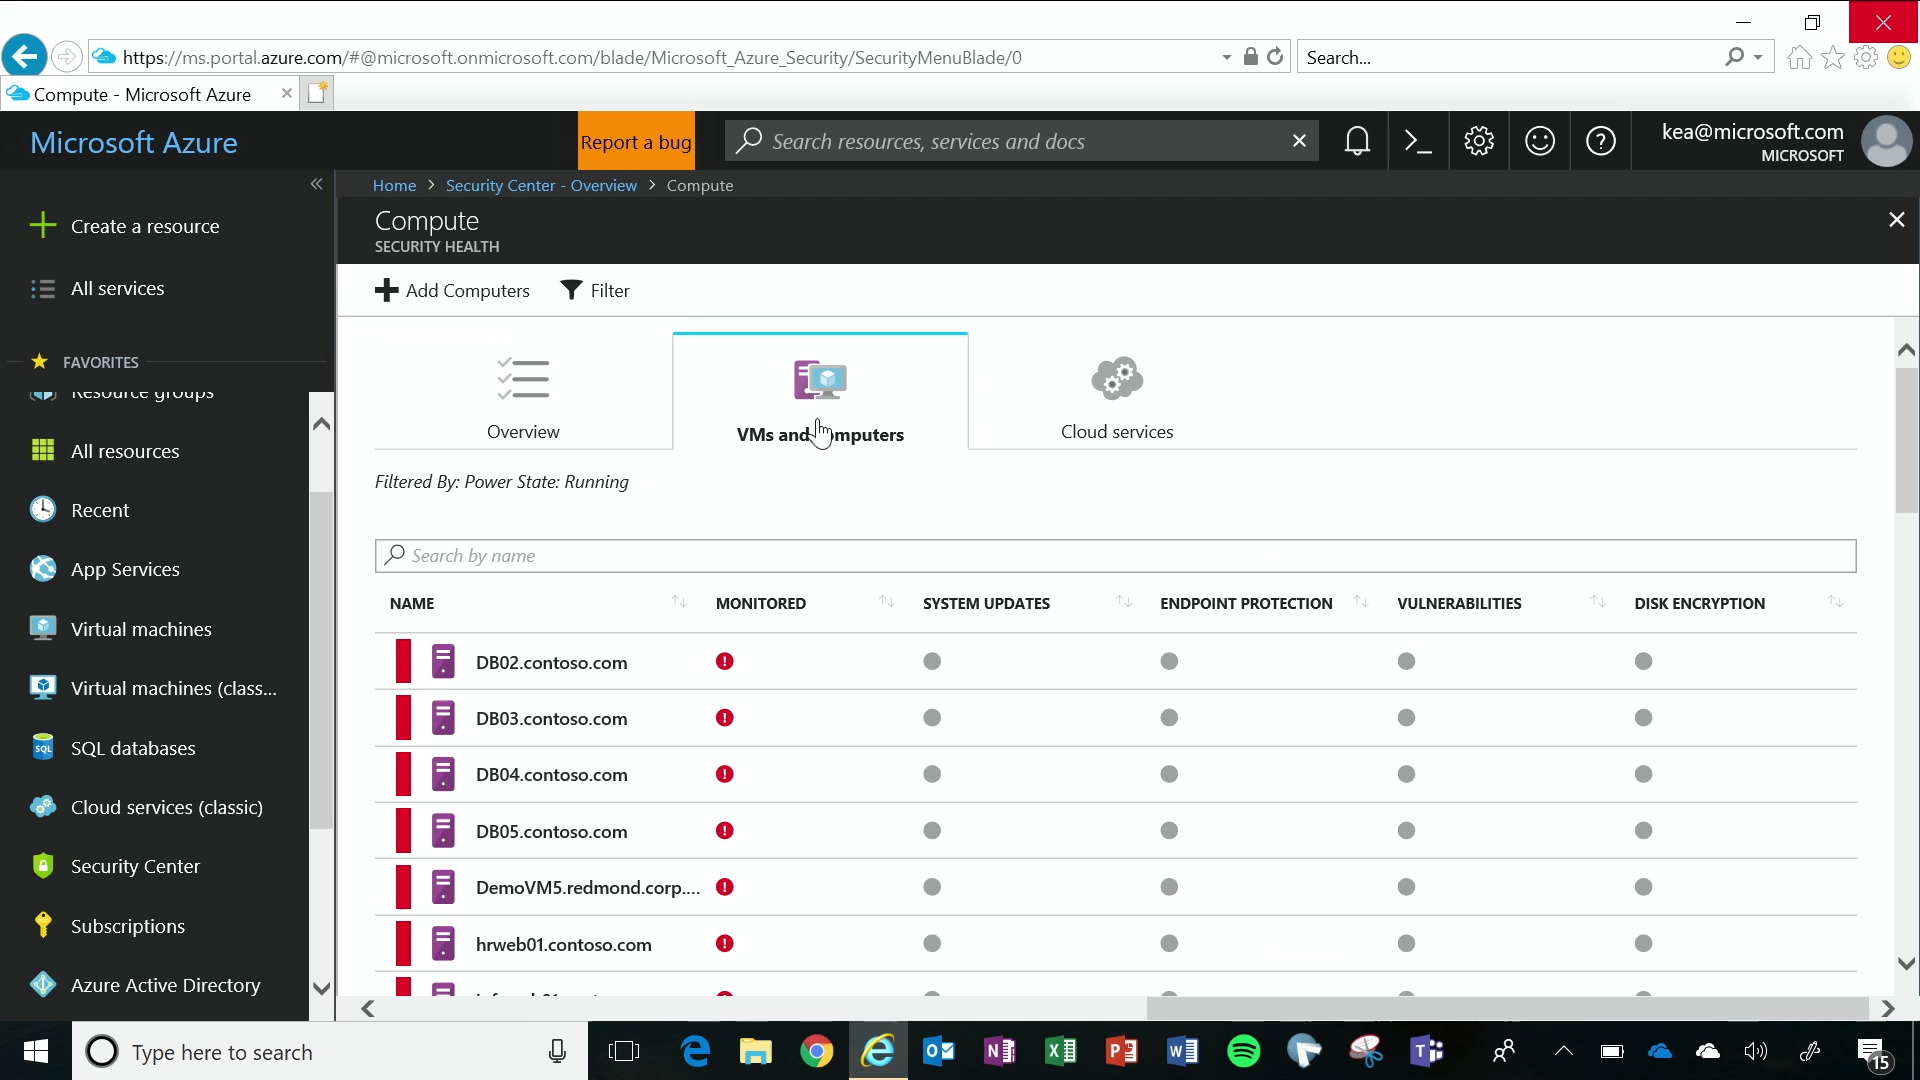 https://ms.portal.azure.com/#@microsoft.onmicrosoft.com/blade/Microsoft_Azure_Security/SecurityMenuBlade/0
Search...
Compute - Microsoft Azure
Microsoft Azure
Report a bug
Search resources, services and docs
kea@microsoft.com
MICROSOFT
Home > Security Center - Overview > Compute
Compute
SECURITY HEALTH
Create a resource
All services
FAVORITES
Resource groups
All resources
Recent
App Services
Virtual machines
Virtual machines (class...
SQL databases
Cloud services (classic)
Security Center
Subscriptions
Azure Active Directory
Add Computers
Filter
Overview
VMs and computers
Cloud services
Filtered By: Power State: Running
Search by name
NAME MONITORED SYSTEM UPDATES ENDPOINT PROTECTION VULNERABILITIES DISK ENCRYPTION
DB02.contoso.com
DB03.contoso.com
DB04.contoso.com
DB05.contoso.com
DemoVM5.redmond.corp....
hrweb01.contoso.com
Type here to search
15